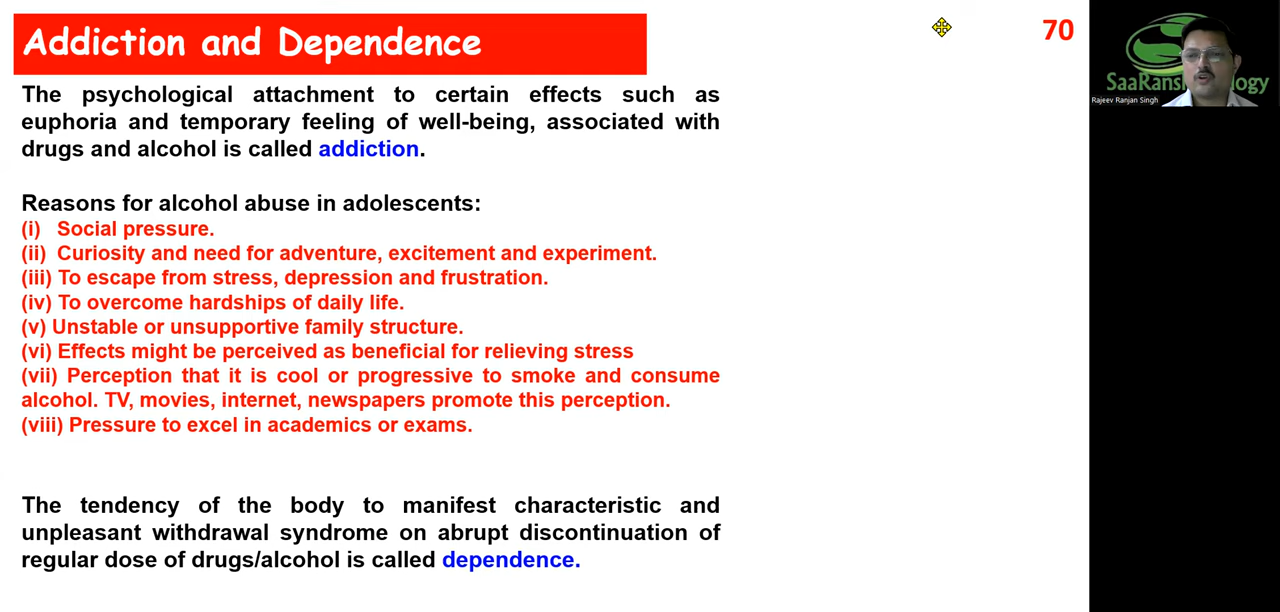 Addiction and Dependence
70
The psychological attachment to certain effects such as
euphoria and temporary feeling of well-being, associated with
drugs and alcohol is called addiction.
Reasons for alcohol abuse in adolescents:
(i) Social pressure.
(ii) Curiosity and need for adventure, excitement and experiment.
(iii) To escape from stress, depression and frustration.
(iv) To overcome hardships of daily life.
(v) Unstable or unsupportive family structure.
(vi) Effects might be perceived as beneficial for relieving stress
(vii) Perception that it is cool or progressive to smoke and consume
alcohol. TV, movies, internet, newspapers promote this perception.
(viii) Pressure to excel in academics or exams.
The tendency of the body to manifest characteristic and
unpleasant withdrawal syndrome on abrupt discontinuation of
regular dose of drugs/alcohol is called dependence.
Rajeev Ranjan Singh